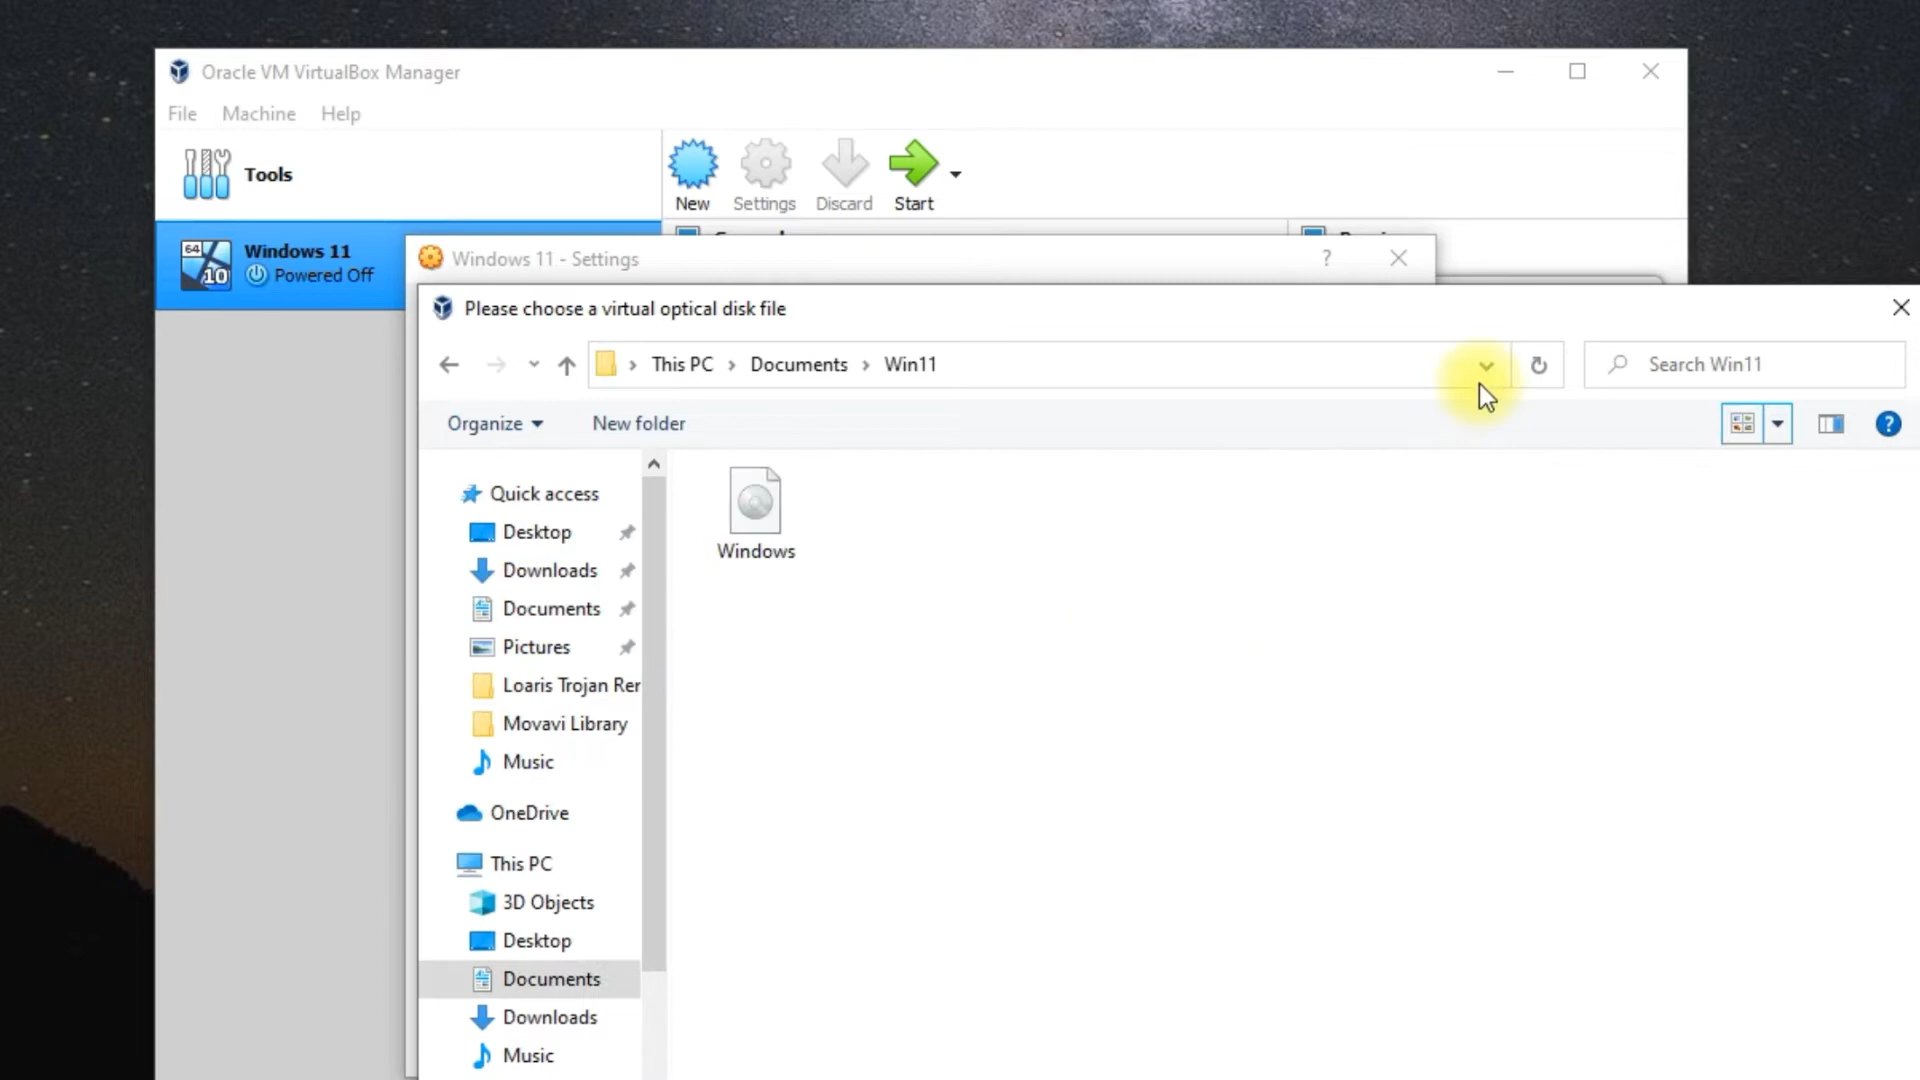 Oracle VM VirtualBox Manager
File Machine Help
Tools
New Settings Discard Start
64
10
Windows 11
Powered Off
Windows 11 - Settings
?
Please choose a virtual optical disk file
This PC > Documents > Win11
Search Win11
Organize
New folder
?
Quick access
Desktop
Downloads
Documents
Pictures
Loaris Trojan Rer
Movavi Library
Music
OneDrive
This PC
3D Objects
Desktop
Documents
Downloads
Music
Windows